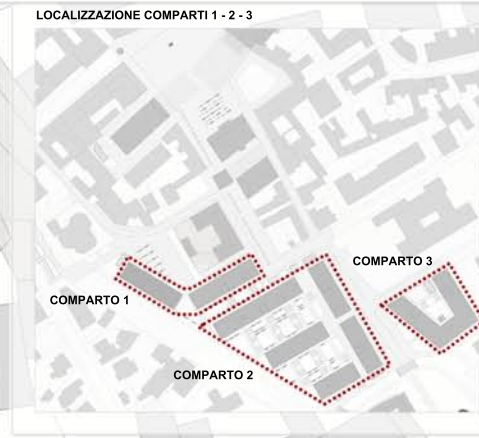 LOCALIZZAZIONE COMPARTI 1 - 2 - 3
COMPARTO 3
COMPARTO 1
COMPARTO 2